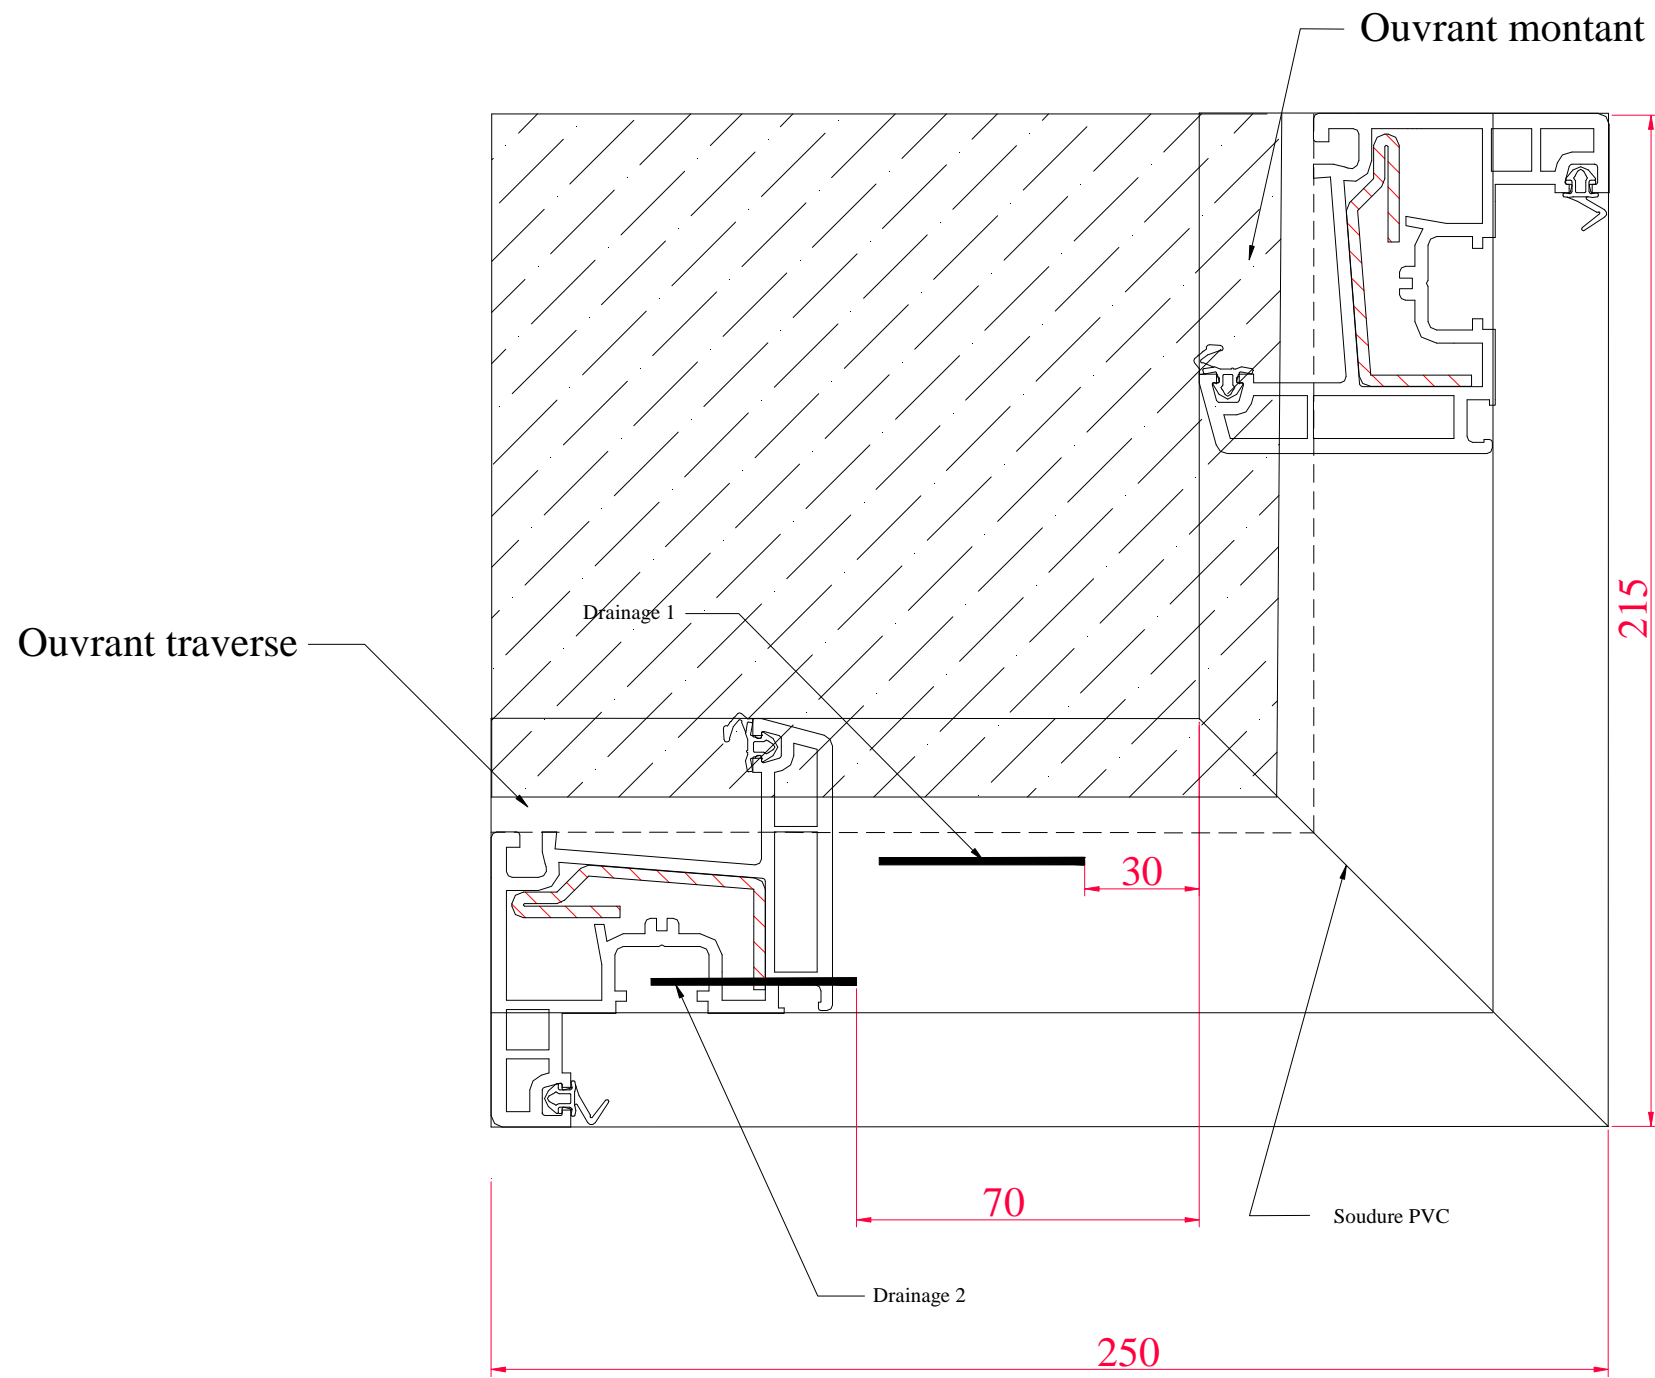 Ouvrant montant
215
Drainage 1
Ouvrant traverse
30
70
Soudure PVC
Drainage 2
250